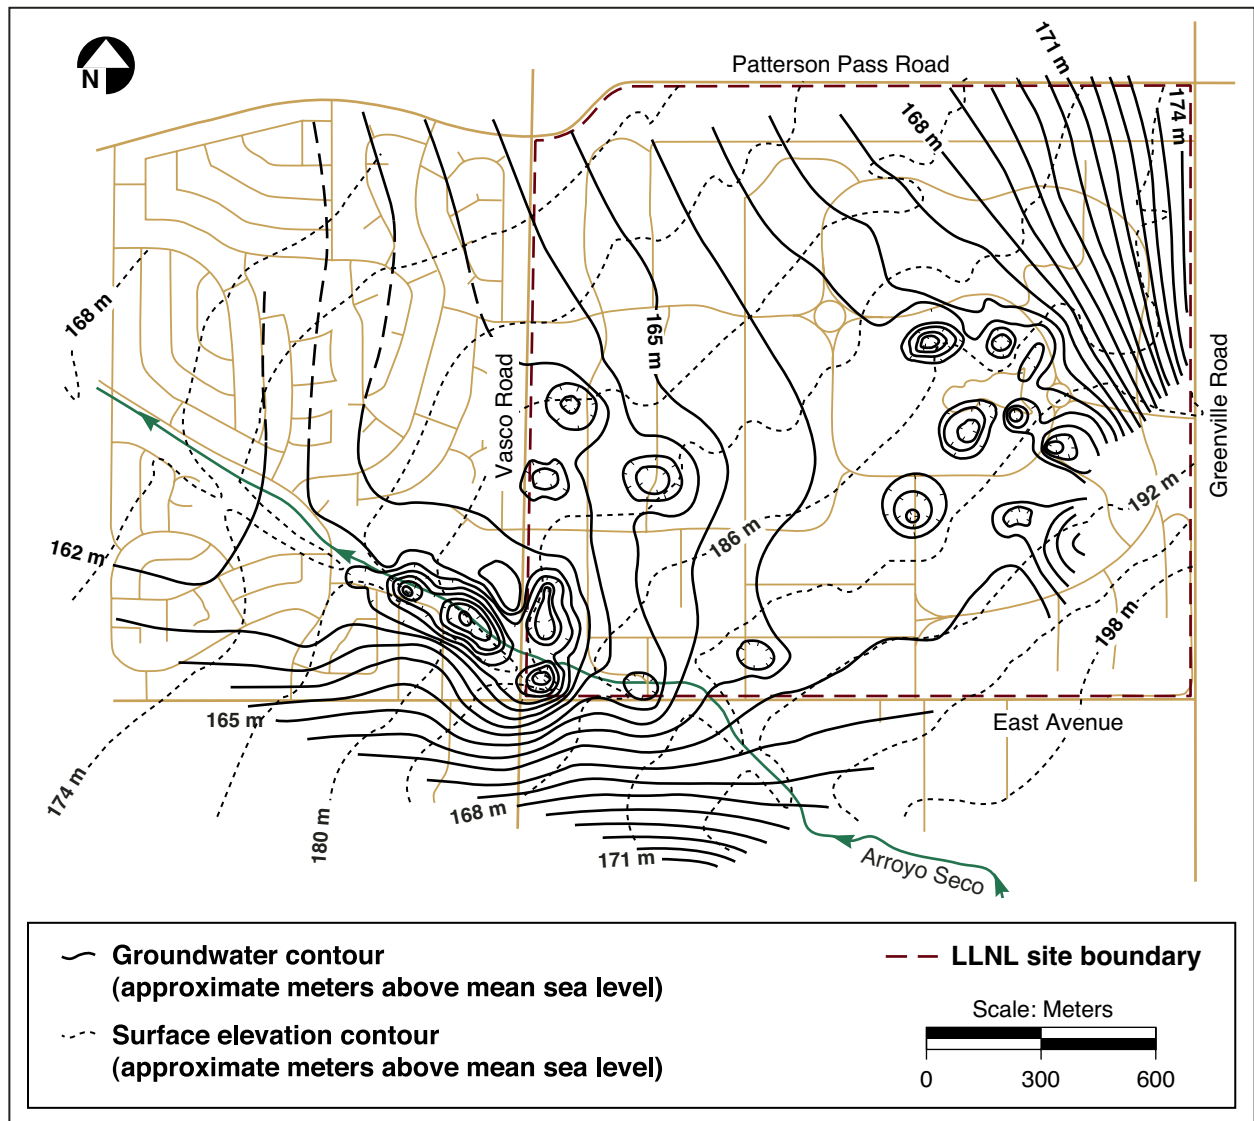 N
Patterson Pass Road
171 m
174 m
168 m
168 m
165 m
Vasco Road
Greenville Road
162 m
186 m
192 m
198 m
165 m
East Avenue
174 m
180 m
168 m
171 m
Arroyo Seco
Groundwater contour
(approximate meters above mean sea level)
Surface elevation contour
(approximate meters above mean sea level)
LLNL site boundary
Scale: Meters
0 300 600